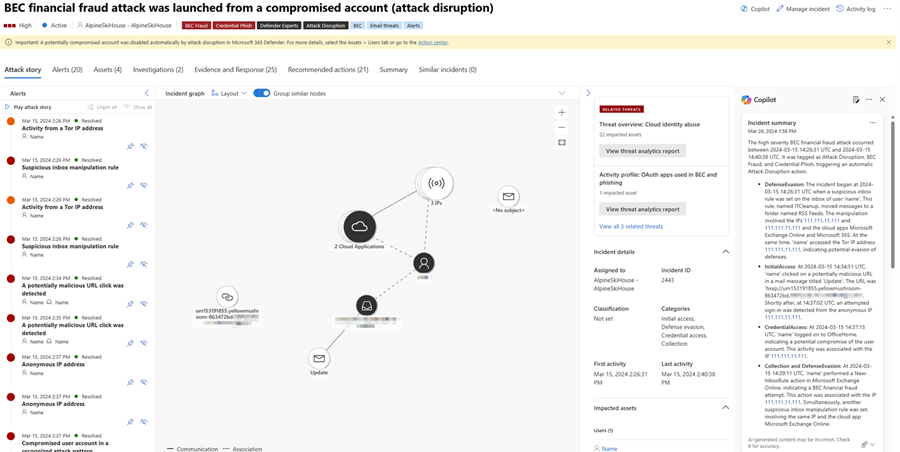 BEC financial fraud attack was launched from a compromised account (attack disruption)
Copilot
Manage incident
Activity log
High
Active
AlpineSkiHouse - AlpineSkiHouse
BEC Fraud
Credential Phish
Defender Experts
Attack Disruption
BEC
Email threats
Alerts
Important! A potentially compromised account was disabled automatically by attack disruption in Microsoft 365 Defender. For more details, select the Assets + Users tab or go to the Action center.
Attack story
Alerts (20)
Assets (4)
Investigations (2)
Evidence and Response (25)
Recommended actions (21)
Summary
Similar incidents (0)
Alerts
Play attack story
Unpin all
Show all
Mar 15, 2024 2:26 PM
Resolved
Activity from a Tor IP address
Name
Mar 15, 2024 2:26 PM
Resolved
Suspicious inbox manipulation rule
Name
Mar 15, 2024 2:26 PM
Resolved
Activity from a Tor IP address
Name
Mar 15, 2024 2:26 PM
Resolved
Suspicious inbox manipulation rule
Name
Mar 15, 2024 2:34 PM
Resolved
A potentially malicious URL click was
detected
Name
Name
Mar 15, 2024 2:35 PM
Resolved
A potentially malicious URL click was
detected
Name
Name
Mar 15, 2024 2:37 PM
Resolved
Anonymous IP address
Name
Mar 15, 2024 2:37 PM
Resolved
Anonymous IP address
Name
Mar 15, 2024 2:37 PM
Resolved
Compromised user account in a
recognized attack pattern
Incident graph
Layout
Group similar nodes
3 IPs
<No subject>
2 Cloud Applications
um153191855.yellowmushr
oom-863472bd.
Update
Communication
Association
RELATED THREATS
Threat overview: Cloud identity abuse
22 impacted assets
View threat analytics report
Activity profile: OAuth apps used in BEC and
phishing
1 impacted asset
View threat analytics report
View all 3 related threats
Incident details
Assigned to
AlpineSkiHouse -
AlpineSkiHouse
Incident ID
2443
Classification
Not set
Categories
Initial access,
Defense evasion,
Credential access,
Collection
First activity
Mar 15, 2024 2:26:31
PM
Last activity
Mar 15, 2024 2:40:38
PM
Impacted assets
Users (1)
Name
Copilot
Incident summary
Mar 26, 2024 1:58 PM
The high severity BEC financial fraud attack occurred
between 2024-03-15 14:26:31 UTC and 2024-03-15
14:40:38 UTC. It was tagged as Attack Disruption, BEC
Fraud, and Credential Phish, triggering an automatic
Attack Disruption action.
• DefenseEvasion: The incident began at 2024-
03-15 14:26:31 UTC when a suspicious inbox
rule was set on the inbox of user 'name'. This
rule, named ITCleanup, moved messages to a
folder named RSS Feeds. The manipulation
involved the IPs 111.111.11.111 and
111.111.11.111 and the cloud apps Microsoft
Exchange Online and Microsoft 365. At the
same time, 'name' accessed the Tor IP address
111.111.11.111, indicating potential evasion of
defenses.
• InitialAccess: At 2024-03-15 14:34:51 UTC,
'name' clicked on a potentially malicious URL
in a mail message titled 'Update'. The URL was
'hxxp://um153191855.yellowmushroom-
863472bd.
Shortly after, at 14:37:02 UTC, an attempted
sign-in was detected from the anonymous IP
111.111.11.111.
• CredentialAccess: At 2024-03-15 14:37:15
UTC, 'name' logged on to OfficeHome,
indicating a potential compromise of the user
account. This activity was associated with the
IP 111.111.11.111.
• Collection and DefenseEvasion: At 2024-03-
15 14:39:11 UTC, 'name' performed a New-
InboxRule action in Microsoft Exchange
Online, indicating a BEC financial fraud
attempt. This action was associated with the IP
111.111.11.111. Simultaneously, another
suspicious inbox manipulation rule was set,
involving the same IP and the cloud app
Microsoft Exchange Online.
AI-generated content may be incorrect. Check
it for accuracy.